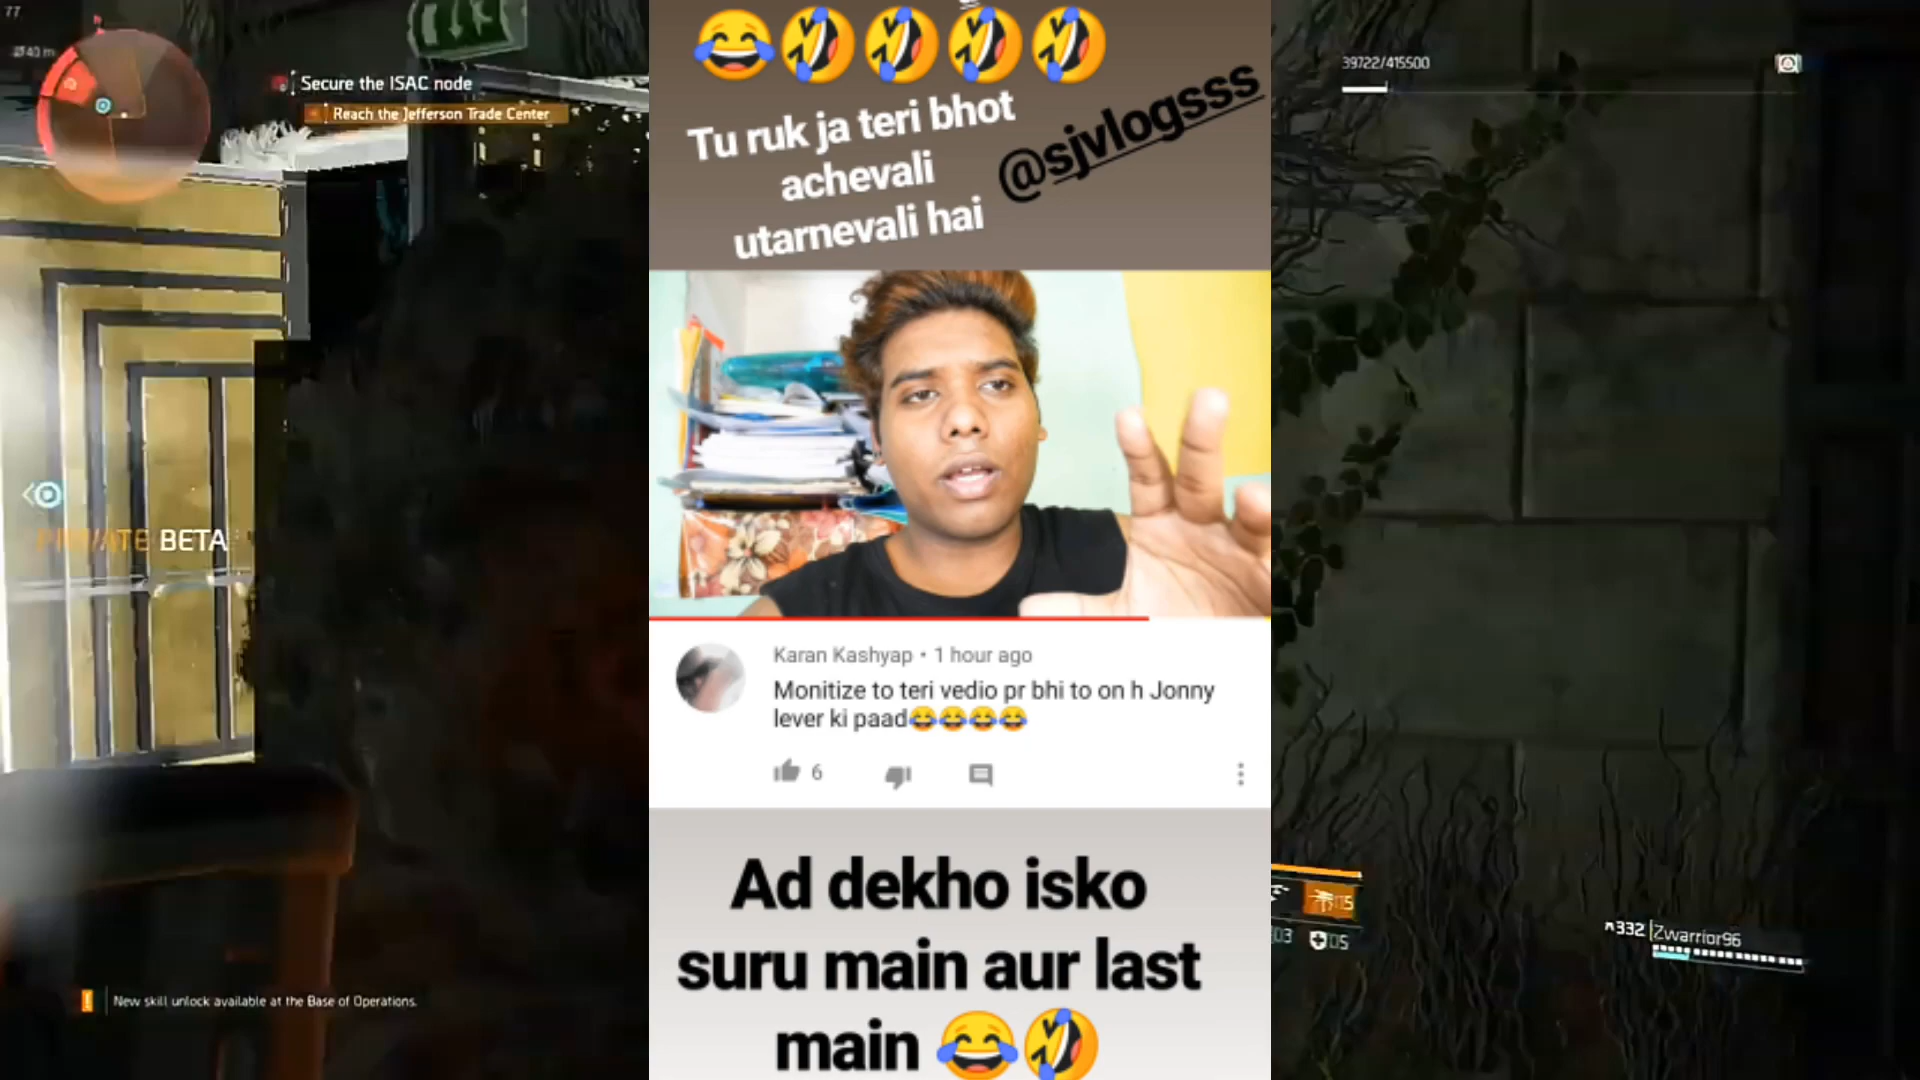 77
Secure the ISAC node
Reach the Jefferson Trade Center
PRIVATE BETA
New skill unlock available at the Base of Operations.
😂🤣🤣🤣🤣
Tu ruk ja teri bhot
achevali
utarnevali hai
@sjvlogsss
Karan Kashyap • 1 hour ago
Monitize to teri vedio pr bhi to on h Jonny
lever ki paad😂😂😂😂
6
Ad dekho isko
suru main aur last
main 😂🤣
39722/415500
332 Zwarrior96